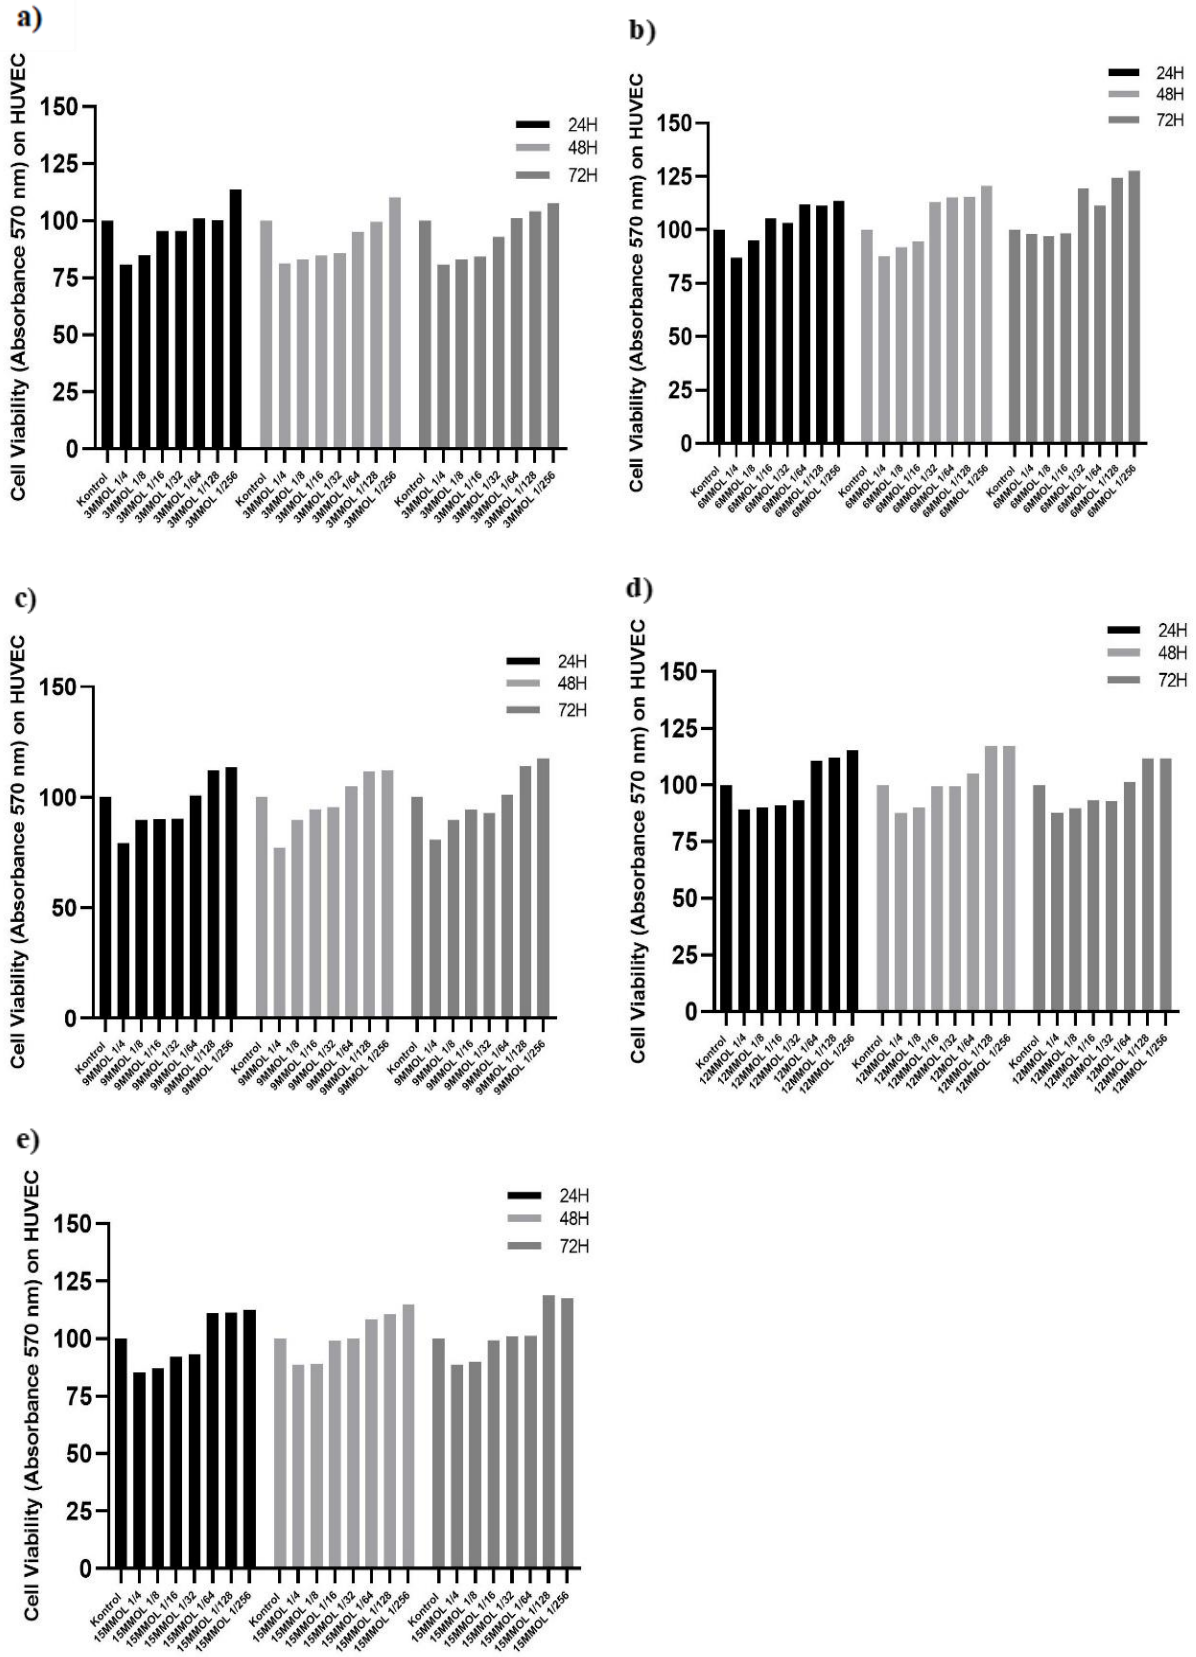 a)
Cell Viability (Absorbance 570 nm) on HUVEC
24H
48H
72H
150
125
100
75
50
25
0
Kontrol
3MMOL 1/4
3MMOL 1/8
3MMOL 1/16
3MMOL 1/32
3MMOL 1/64
3MMOL 1/128
3MMOL 1/256
Kontrol
3MMOL 1/4
3MMOL 1/8
3MMOL 1/16
3MMOL 1/32
3MMOL 1/64
3MMOL 1/128
3MMOL 1/256
Kontrol
3MMOL 1/4
3MMOL 1/8
3MMOL 1/16
3MMOL 1/32
3MMOL 1/64
3MMOL 1/128
3MMOL 1/256
b)
Cell Viability (Absorbance 570 nm) on HUVEC
24H
48H
72H
150
125
100
75
50
25
0
Kontrol
6MMOL 1/4
6MMOL 1/8
6MMOL 1/16
6MMOL 1/32
6MMOL 1/64
6MMOL 1/128
6MMOL 1/256
Kontrol
6MMOL 1/4
6MMOL 1/8
6MMOL 1/16
6MMOL 1/32
6MMOL 1/64
6MMOL 1/128
6MMOL 1/256
Kontrol
6MMOL 1/4
6MMOL 1/8
6MMOL 1/16
6MMOL 1/32
6MMOL 1/64
6MMOL 1/128
6MMOL 1/256
c)
Cell Viability (Absorbance 570 nm) on HUVEC
24H
48H
72H
150
100
50
0
Kontrol
9MMOL 1/4
9MMOL 1/8
9MMOL 1/16
9MMOL 1/32
9MMOL 1/64
9MMOL 1/128
9MMOL 1/256
Kontrol
9MMOL 1/4
9MMOL 1/8
9MMOL 1/16
9MMOL 1/32
9MMOL 1/64
9MMOL 1/128
9MMOL 1/256
Kontrol
9MMOL 1/4
9MMOL 1/8
9MMOL 1/16
9MMOL 1/32
9MMOL 1/64
9MMOL 1/128
9MMOL 1/256
d)
Cell Viability (Absorbance 570 nm) on HUVEC
24H
48H
72H
150
125
100
75
50
25
0
Kontrol
12MMOL 1/4
12MMOL 1/8
12MMOL 1/16
12MMOL 1/32
12MMOL 1/64
12MMOL 1/128
12MMOL 1/256
Kontrol
12MMOL 1/4
12MMOL 1/8
12MMOL 1/16
12MMOL 1/32
12MMOL 1/64
12MMOL 1/128
12MMOL 1/256
Kontrol
12MMOL 1/4
12MMOL 1/8
12MMOL 1/16
12MMOL 1/32
12MMOL 1/64
12MMOL 1/128
12MMOL 1/256
e)
Cell Viability (Absorbance 570 nm) on HUVEC
24H
48H
72H
150
125
100
75
50
25
0
Kontrol
15MMOL 1/4
15MMOL 1/8
15MMOL 1/16
15MMOL 1/32
15MMOL 1/64
15MMOL 1/128
15MMOL 1/256
Kontrol
15MMOL 1/4
15MMOL 1/8
15MMOL 1/16
15MMOL 1/32
15MMOL 1/64
15MMOL 1/128
15MMOL 1/256
Kontrol
15MMOL 1/4
15MMOL 1/8
15MMOL 1/16
15MMOL 1/32
15MMOL 1/64
15MMOL 1/128
15MMOL 1/256